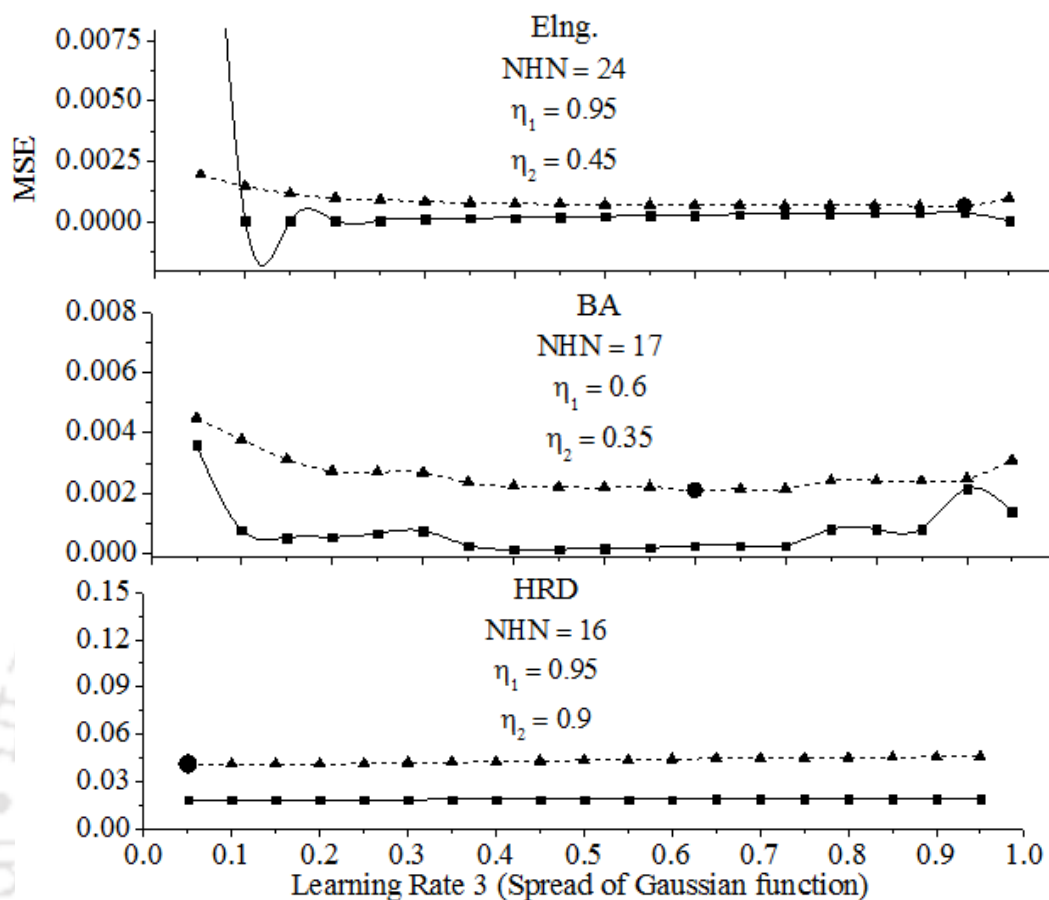 MSE
Elng.
NHN = 24
η₁ = 0.95
η₂ = 0.45
0.0075
0.0050
0.0025
0.0000
BA
NHN = 17
η₁ = 0.6
η₂ = 0.35
0.008
0.006
0.004
0.002
0.000
HRD
NHN = 16
η₁ = 0.95
η₂ = 0.9
0.15
0.12
0.09
0.06
0.03
0.00
0.0 0.1 0.2 0.3 0.4 0.5 0.6 0.7 0.8 0.9 1.0
Learning Rate 3 (Spread of Gaussian function)